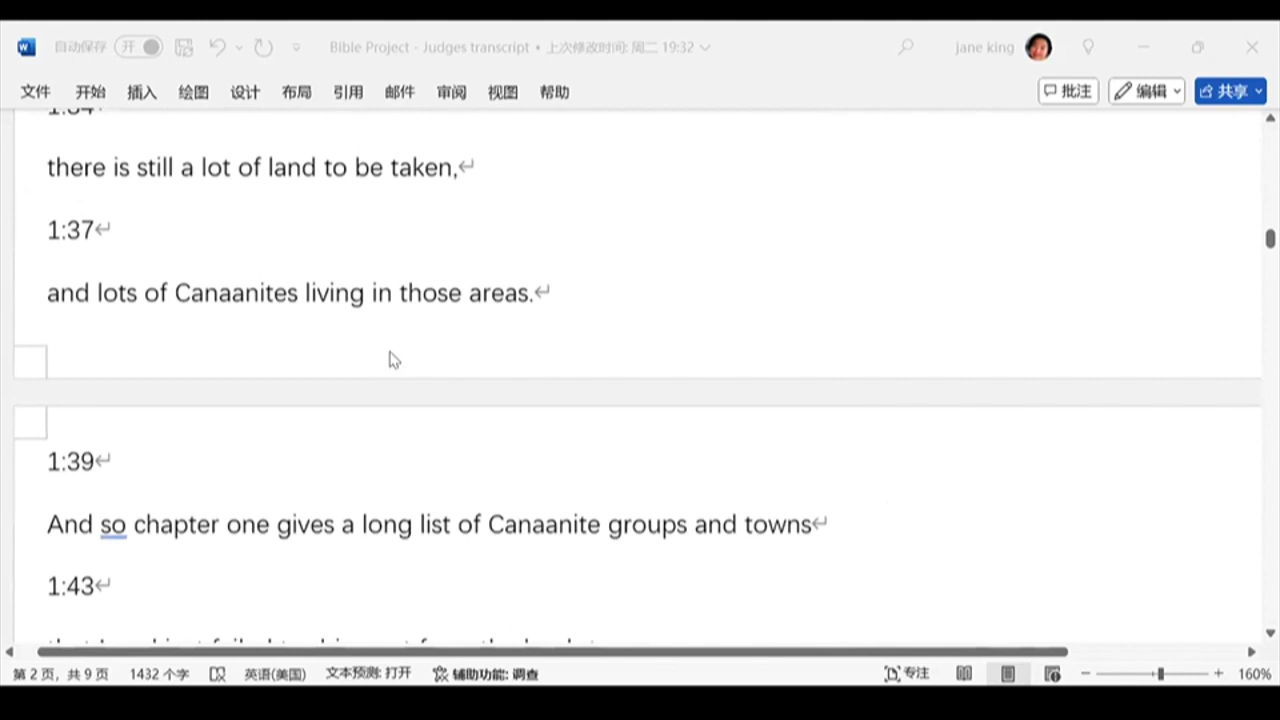 自动保存 开 Bible Project - Judges transcript • 上次修改时间: 周二 19:32 jane king
文件 开始 插入 绘图 设计 布局 引用 邮件 审阅 视图 帮助 批注 编辑 共享
1:34
there is still a lot of land to be taken,
1:37
and lots of Canaanites living in those areas.
1:39
And so chapter one gives a long list of Canaanite groups and towns
1:43
第 2 页，共 9 页 1432 个字 英语(美国) 文本预测: 打开 辅助功能: 调查 专注 160%